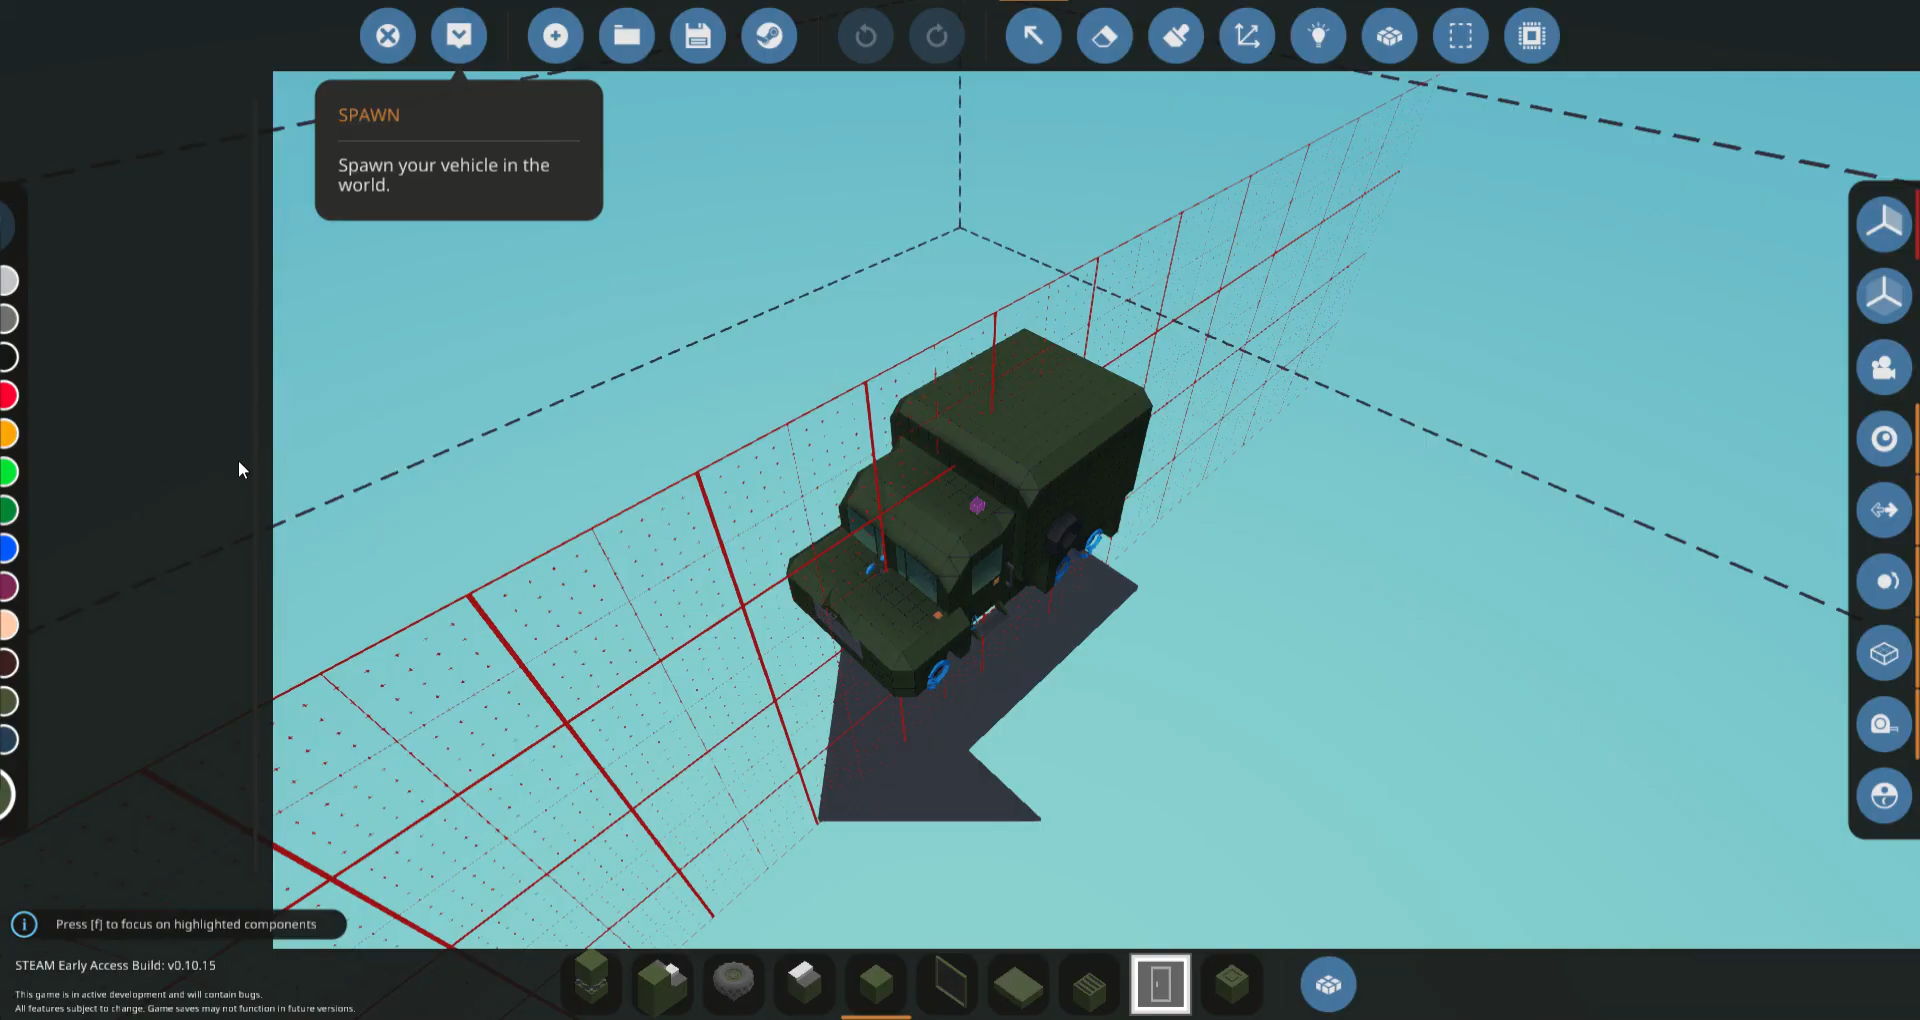 SPAWN
Spawn your vehicle in the
world.
Press [f] to focus on highlighted components
STEAM Early Access Build: v0.10.15
This game is in active development and will contain bugs.
All features subject to change. Game saves may not function in future versions.